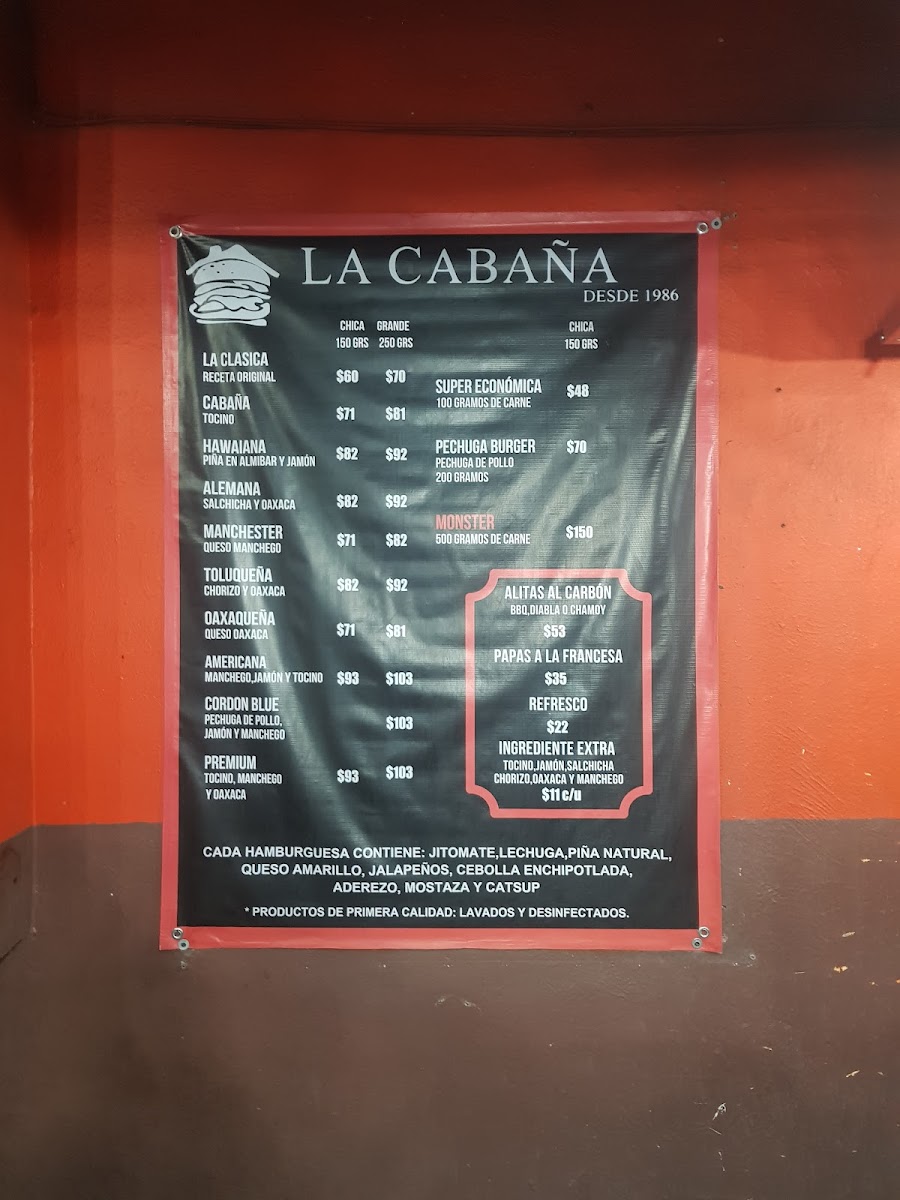 LA CABAÑA
DESDE 1986
CHICA GRANDE
150 GRS 250 GRS
LA CLASICA
RECETA ORIGINAL $60 $70
CABAÑA
TOCINO $71 $81
HAWAIANA
PIÑA EN ALMIBAR Y JAMÓN $82 $92
ALEMANA
SALCHICHA Y OAXACA $82 $92
MANCHESTER
QUESO MANCHEGO $71 $82
TOLUQUEÑA
CHORIZO Y OAXACA $82 $92
OAXAQUEÑA
QUESO OAXACA $71 $81
AMERICANA
MANCHEGO,JAMÓN Y TOCINO $93 $103
CORDON BLUE
PECHUGA DE POLLO, $103
JAMÓN Y MANCHEGO
PREMIUM
TOCINO, MANCHEGO $93 $103
Y OAXACA
CHICA
150 GRS
SUPER ECONÓMICA $48
100 GRAMOS DE CARNE
PECHUGA BURGER $70
PECHUGA DE POLLO
200 GRAMOS
MONSTER
500 GRAMOS DE CARNE $150
ALITAS AL CARBÓN
BBQ,DIABLA O CHAMOY
$53
PAPAS A LA FRANCESA
$35
REFRESCO
$22
INGREDIENTE EXTRA
TOCINO,JAMÓN,SALCHICHA
CHORIZO,OAXACA Y MANCHEGO
$11 c/u
CADA HAMBURGUESA CONTIENE: JITOMATE,LECHUGA,PIÑA NATURAL,
QUESO AMARILLO, JALAPEÑOS, CEBOLLA ENCHIPOTLADA,
ADEREZO, MOSTAZA Y CATSUP
* PRODUCTOS DE PRIMERA CALIDAD: LAVADOS Y DESINFECTADOS.